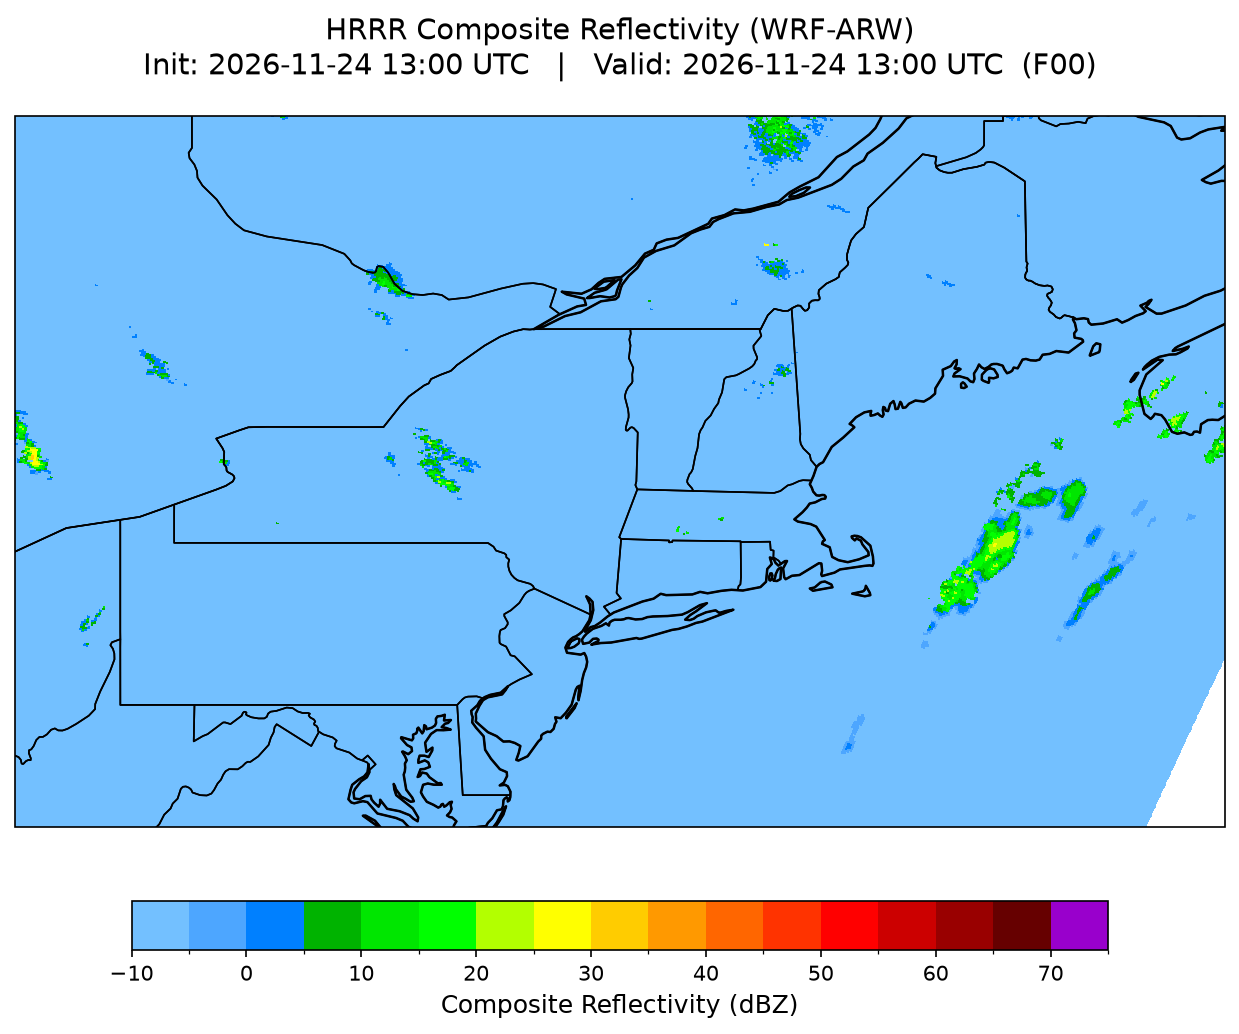 HRRR Composite Reflectivity (WRF-ARW)
Init: 2026-11-24 13:00 UTC   |   Valid: 2026-11-24 13:00 UTC  (F00)
−10 0 10 20 30 40 50 60 70
Composite Reflectivity (dBZ)